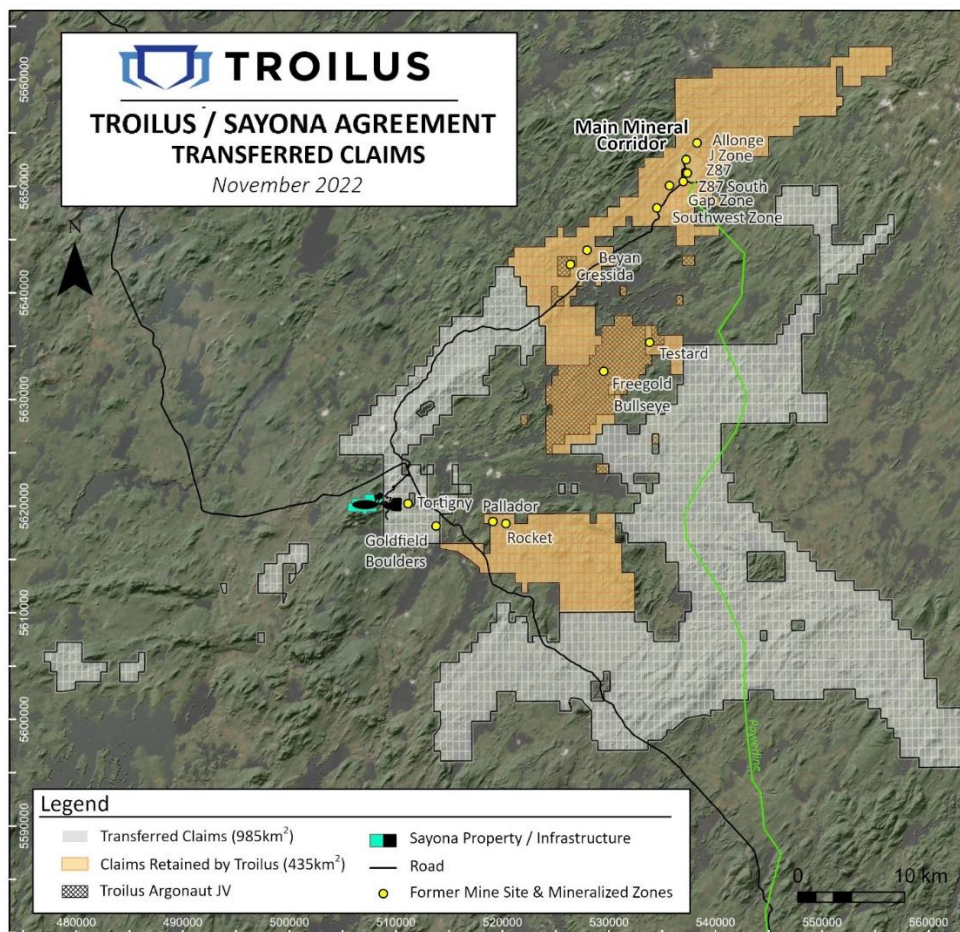 TROILUS
TROILUS / SAYONA AGREEMENT
TRANSFERRED CLAIMS
November 2022
N
Main Mineral
Corridor
Allonge
J Zone
Z87
Z87 South
Gap Zone
Southwest Zone
Beyan
Cressida
Testard
Freegold
Bullseye
Tortigny
Pallador
Goldfield
Boulders
Rocket
Powerline
5660000
5650000
5640000
5630000
5620000
5610000
5600000
5590000
Legend
Transferred Claims (985km²)
Claims Retained by Troilus (435km²)
Troilus Argonaut JV
Sayona Property / Infrastructure
Road
Former Mine Site & Mineralized Zones
0 10 km
480000 490000 500000 510000 520000 530000 540000 550000 560000